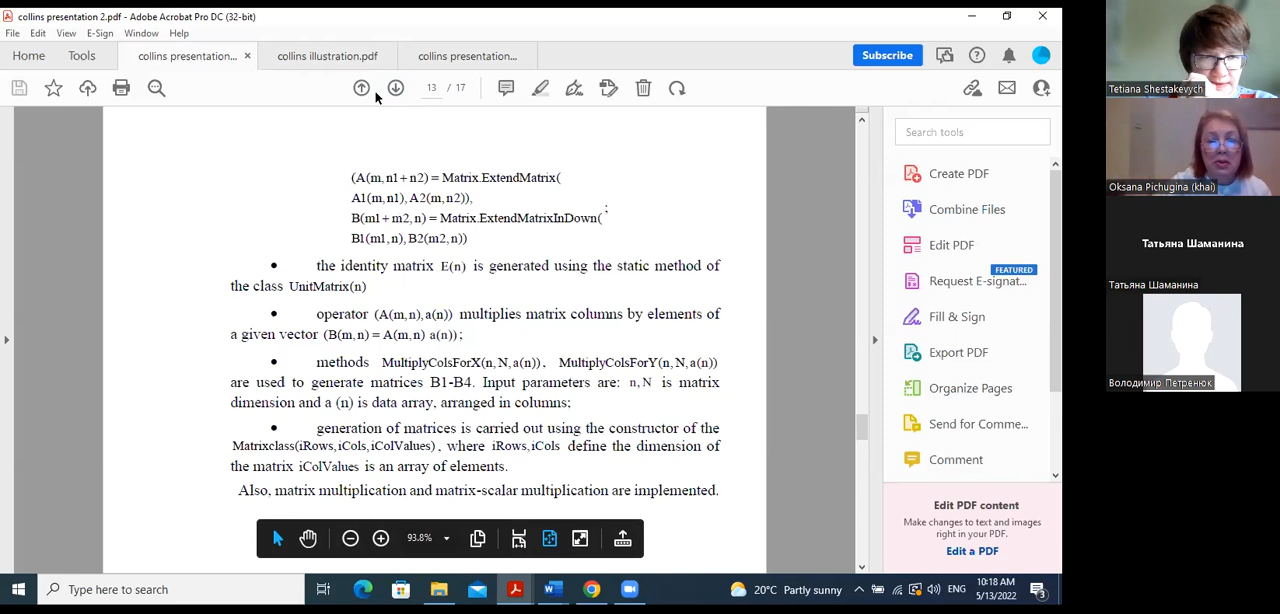 collins presentation 2.pdf - Adobe Acrobat Pro DC (32-bit)
File Edit View E-Sign Window Help
Home Tools collins presentation... × collins illustration.pdf collins presentation... Subscribe
13 / 17
(A(m,n1+n2) = Matrix.ExtendMatrix(
A1(m,n1), A2(m,n2)),
B(m1+m2,n) = Matrix.ExtendMatrixInDown( ;
B1(m1,n), B2(m2,n))
• the identity matrix E(n) is generated using the static method of
the class UnitMatrix(n)
• operator (A(m,n),a(n)) multiplies matrix columns by elements of
a given vector (B(m,n) = A(m,n) a(n));
• methods MultiplyColsForX(n,N,a(n)), MultiplyColsForY(n,N,a(n))
are used to generate matrices B1-B4. Input parameters are: n,N is matrix
dimension and a (n) is data array, arranged in columns;
• generation of matrices is carried out using the constructor of the
Matrixclass(iRows,iCols,iColValues), where iRows,iCols define the dimension of
the matrix iColValues is an array of elements.
Also, matrix multiplication and matrix-scalar multiplication are implemented.
93.8%
Search tools
Create PDF
Combine Files
Edit PDF
FEATURED
Request E-signat...
Fill & Sign
Export PDF
Organize Pages
Send for Comme...
Comment
Edit PDF content
Make changes to text and images
right in your PDF
Edit a PDF
Type here to search
20°C Partly sunny
ENG
10:18 AM
5/13/2022
3
Tetiana Shestakevych
Oksana Pichugina (khai)
Татьяна Шаманина
Татьяна Шаманина
Володимир Петренюк